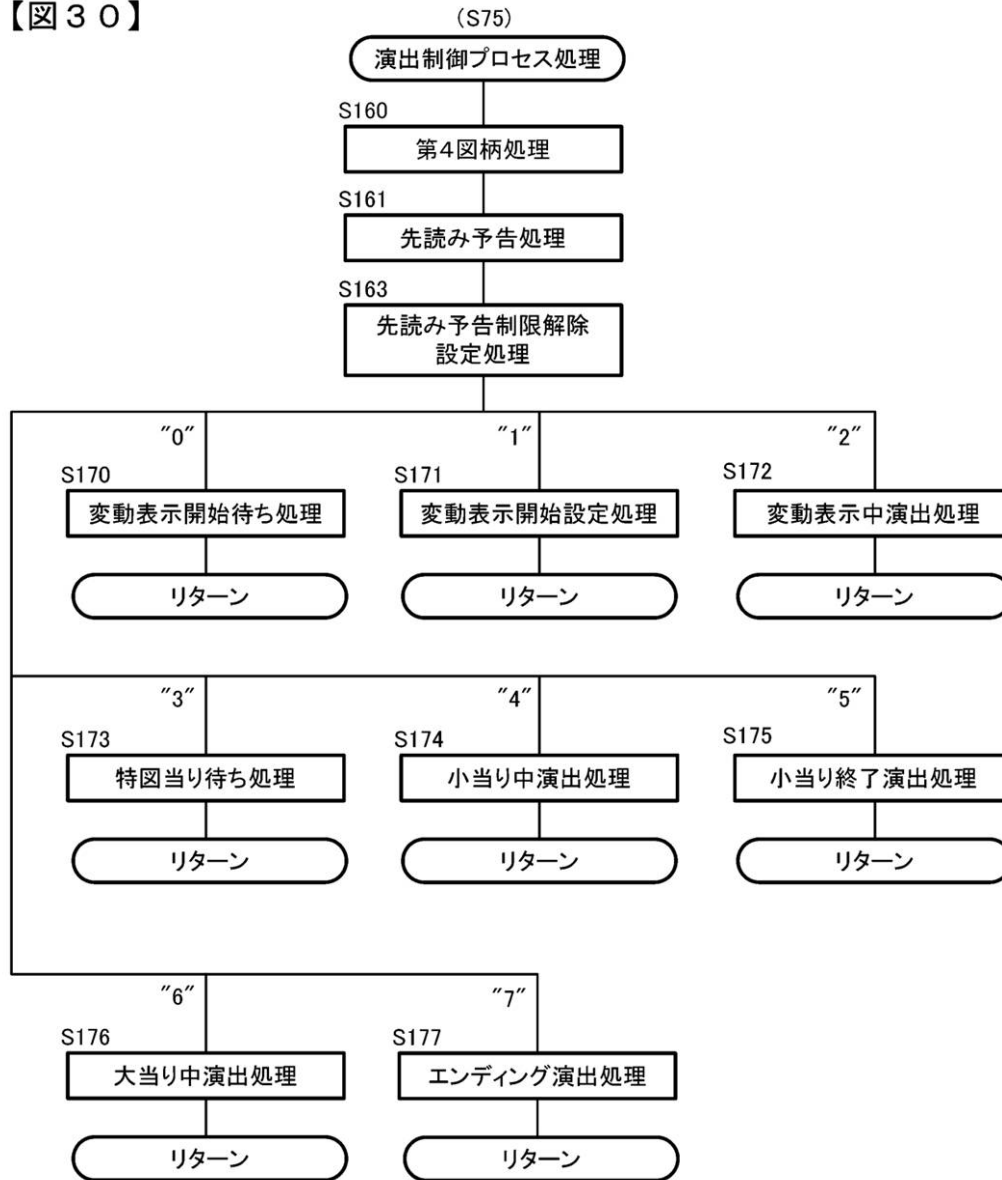 【図３０】
(S75)
演出制御プロセス処理
S160
第4図柄処理
S161
先読み予告処理
S163
先読み予告制限解除
設定処理
"0"
"1"
"2"
S170
S171
S172
変動表示開始待ち処理
変動表示開始設定処理
変動表示中演出処理
リターン
リターン
リターン
"3"
"4"
"5"
S173
S174
S175
特図当り待ち処理
小当り中演出処理
小当り終了演出処理
リターン
リターン
リターン
"6"
"7"
S176
S177
大当り中演出処理
エンディング演出処理
リターン
リターン